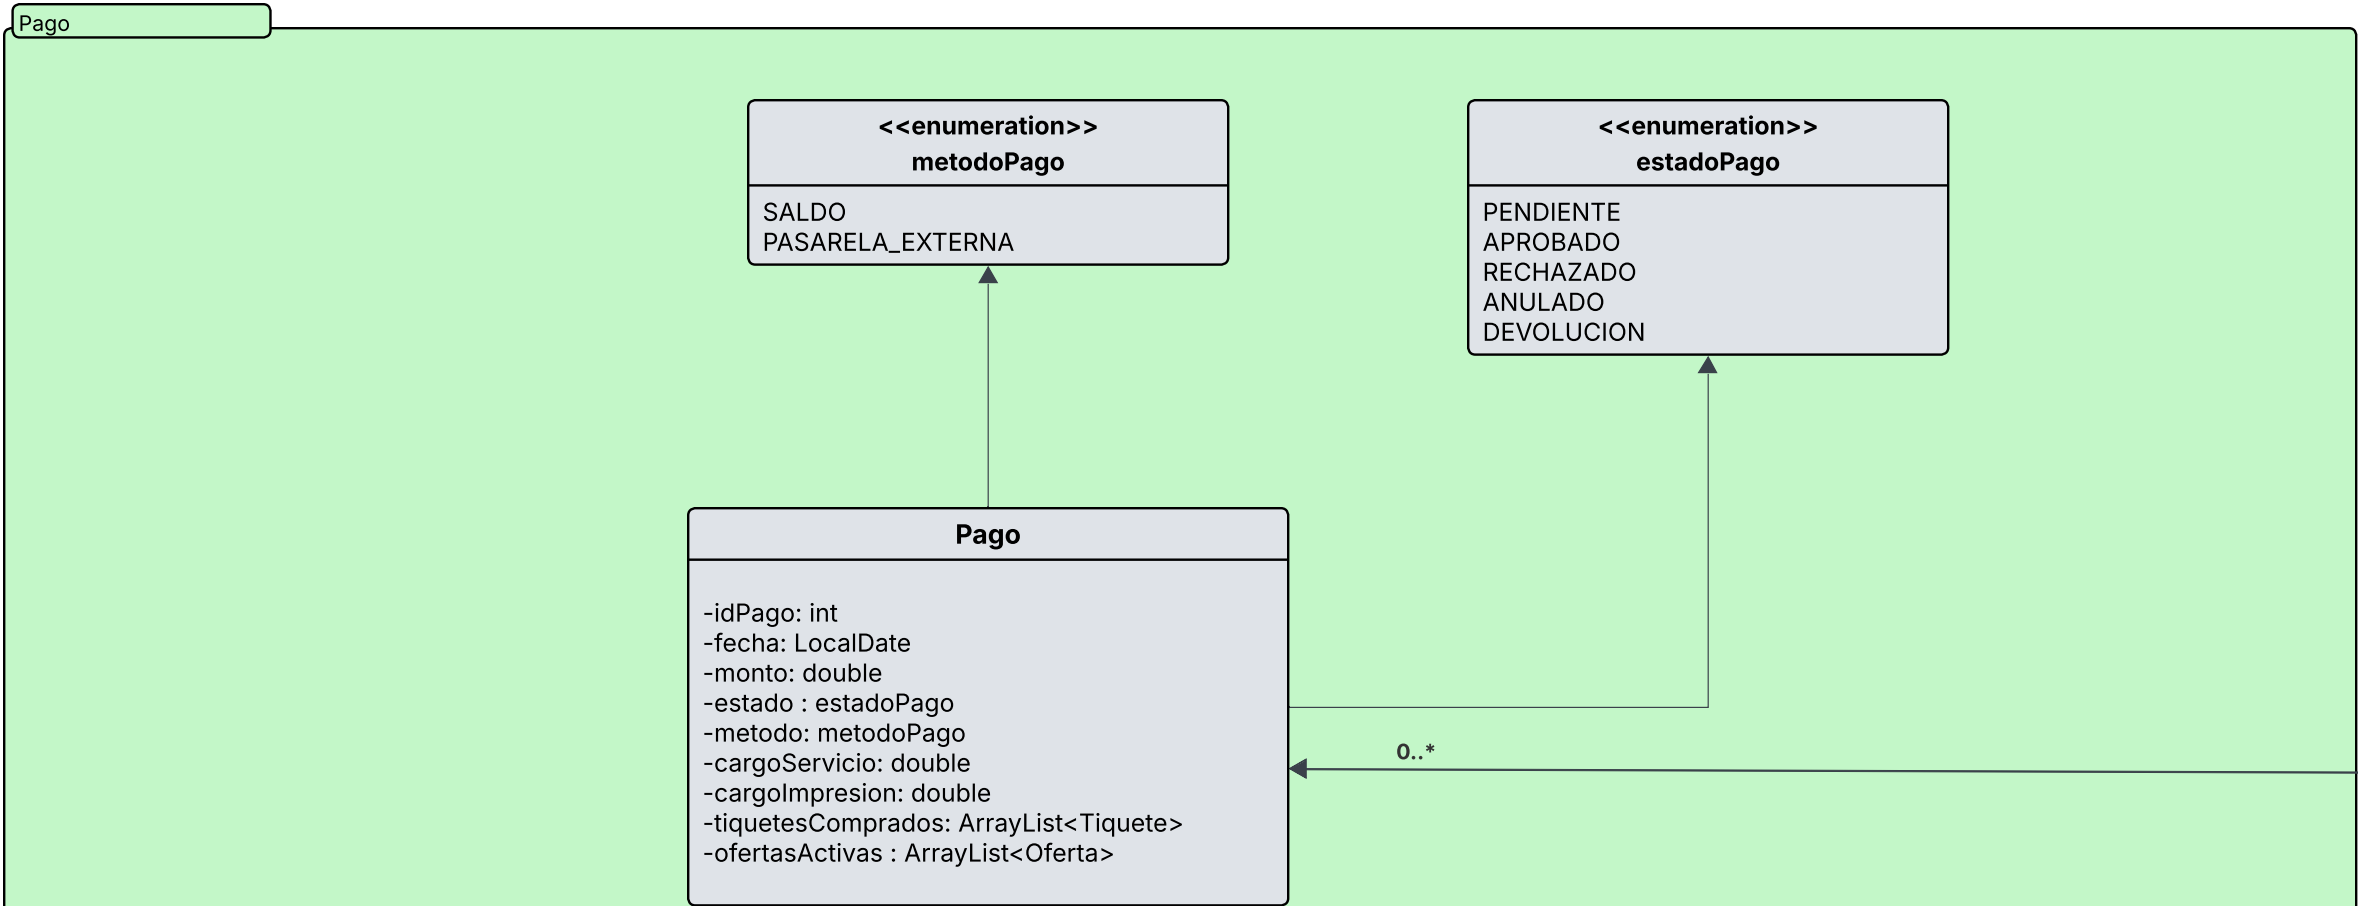 Pago
<<enumeration>>
metodoPago
SALDO
PASARELA_EXTERNA
<<enumeration>>
estadoPago
PENDIENTE
APROBADO
RECHAZADO
ANULADO
DEVOLUCION
Pago
-idPago: int
-fecha: LocalDate
-monto: double
-estado : estadoPago
-metodo: metodoPago
-cargoServicio: double
-cargoImpresion: double
-tiquetesComprados: ArrayList<Tiquete>
-ofertasActivas : ArrayList<Oferta>
0..*